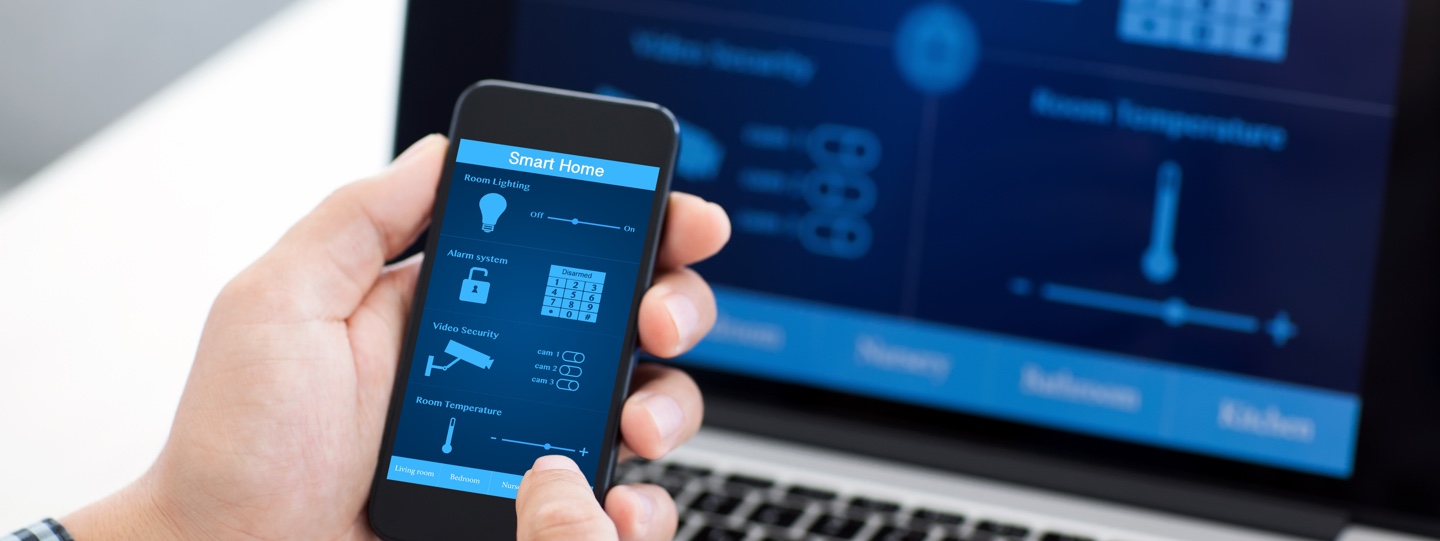 Smart Home
Room Lighting
Off On
Alarm system
Disarmed
1 2 3
4 5 6
7 8 9
* 0 #
Video Security
cam 1
cam 2
cam 3
Room Temperature
- +
Living room Bedroom
Video Security
Room Temperature
- +
Nursery Bathroom Kitchen